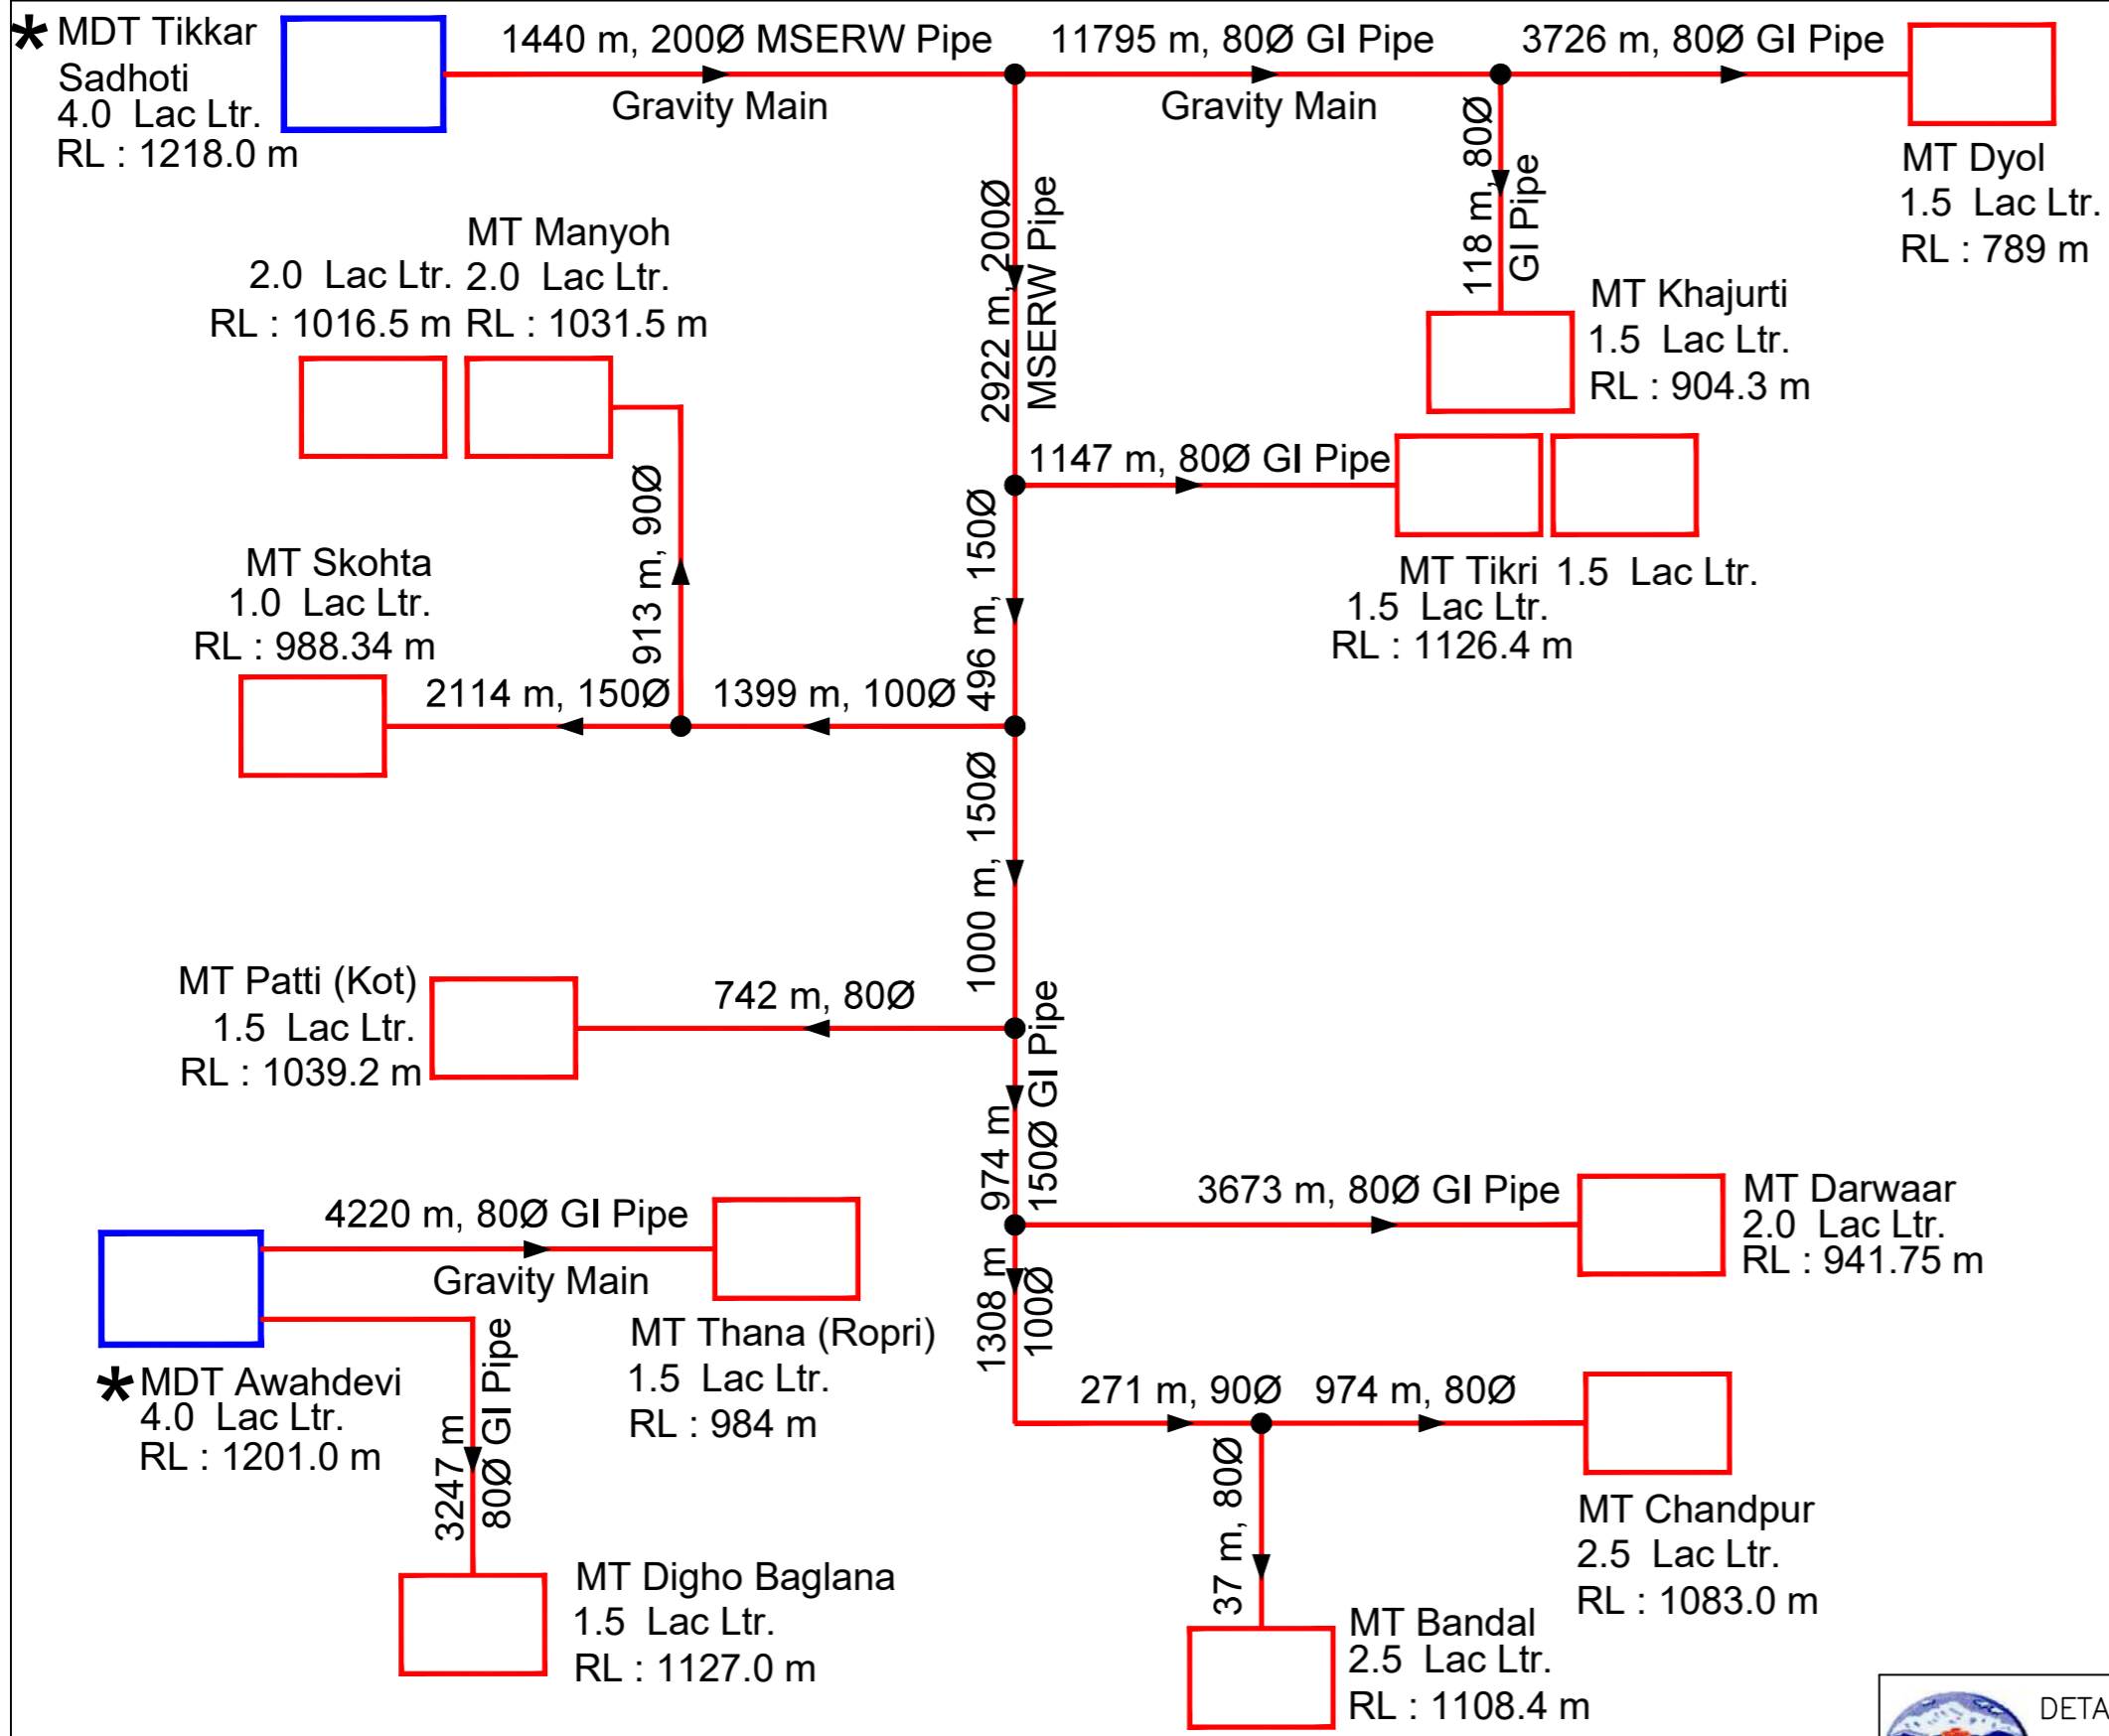 * MDT Tikkar
Sadhoti
4.0 Lac Ltr.
RL : 1218.0 m
1440 m, 200Ø MSERW Pipe
Gravity Main
11795 m, 80Ø GI Pipe
Gravity Main
3726 m, 80Ø GI Pipe
MT Dyol
1.5 Lac Ltr.
RL : 789 m
118 m, 80Ø
GI Pipe
MT Khajurti
1.5 Lac Ltr.
RL : 904.3 m
2922 m, 200Ø
MSERW Pipe
2.0 Lac Ltr.
RL : 1016.5 m
MT Manyoh
2.0 Lac Ltr.
RL : 1031.5 m
913 m, 90Ø
1147 m, 80Ø GI Pipe
MT Tikri
1.5 Lac Ltr.
RL : 1126.4 m
1.5 Lac Ltr.
496 m, 150Ø
MT Skohta
1.0 Lac Ltr.
RL : 988.34 m
2114 m, 150Ø
1399 m, 100Ø
1000 m, 150Ø
MT Patti (Kot)
1.5 Lac Ltr.
RL : 1039.2 m
742 m, 80Ø
974 m
150Ø GI Pipe
3673 m, 80Ø GI Pipe
MT Darwaar
2.0 Lac Ltr.
RL : 941.75 m
4220 m, 80Ø GI Pipe
Gravity Main
MT Thana (Ropri)
1.5 Lac Ltr.
RL : 984 m
* MDT Awahdevi
4.0 Lac Ltr.
RL : 1201.0 m
3247 m
80Ø GI Pipe
MT Digho Baglana
1.5 Lac Ltr.
RL : 1127.0 m
1308 m
100Ø
271 m, 90Ø
974 m, 80Ø
MT Chandpur
2.5 Lac Ltr.
RL : 1083.0 m
37 m, 80Ø
MT Bandal
2.5 Lac Ltr.
RL : 1108.4 m
DETA